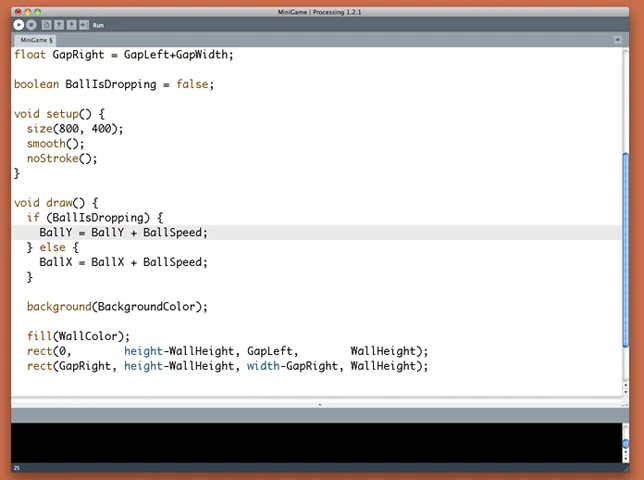 MiniGame | Processing 1.2.1
Run
MiniGame §
float GapRight = GapLeft+GapWidth;
boolean BallIsDropping = false;
void setup() {
size(800, 400);
smooth();
noStroke();
}
void draw() {
if (BallIsDropping) {
BallY = BallY + BallSpeed;
} else {
BallX = BallX + BallSpeed;
}
background(BackgroundColor);
fill(WallColor);
rect(0, height-WallHeight, GapLeft, WallHeight);
rect(GapRight, height-WallHeight, width-GapRight, WallHeight);
25